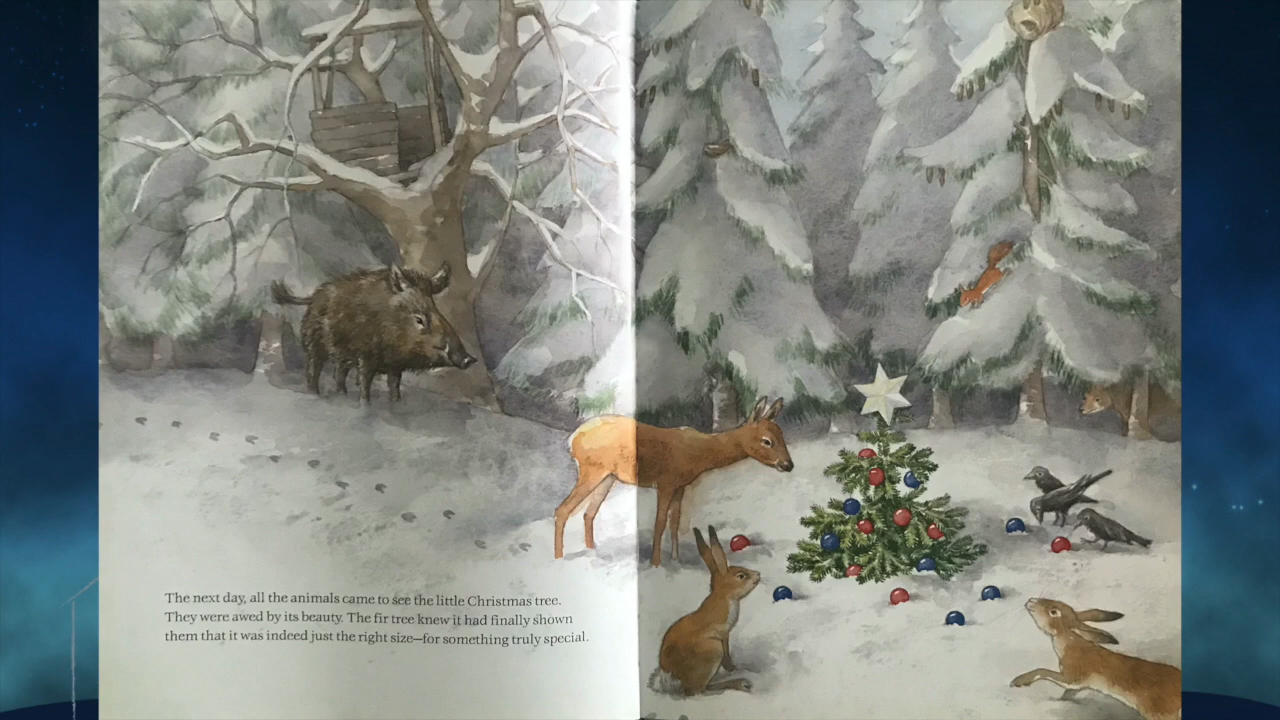 The next day, all the animals came to see the little Christmas tree.
They were awed by its beauty. The fir tree knew it had finally shown
them that it was indeed just the right size—for something truly special.